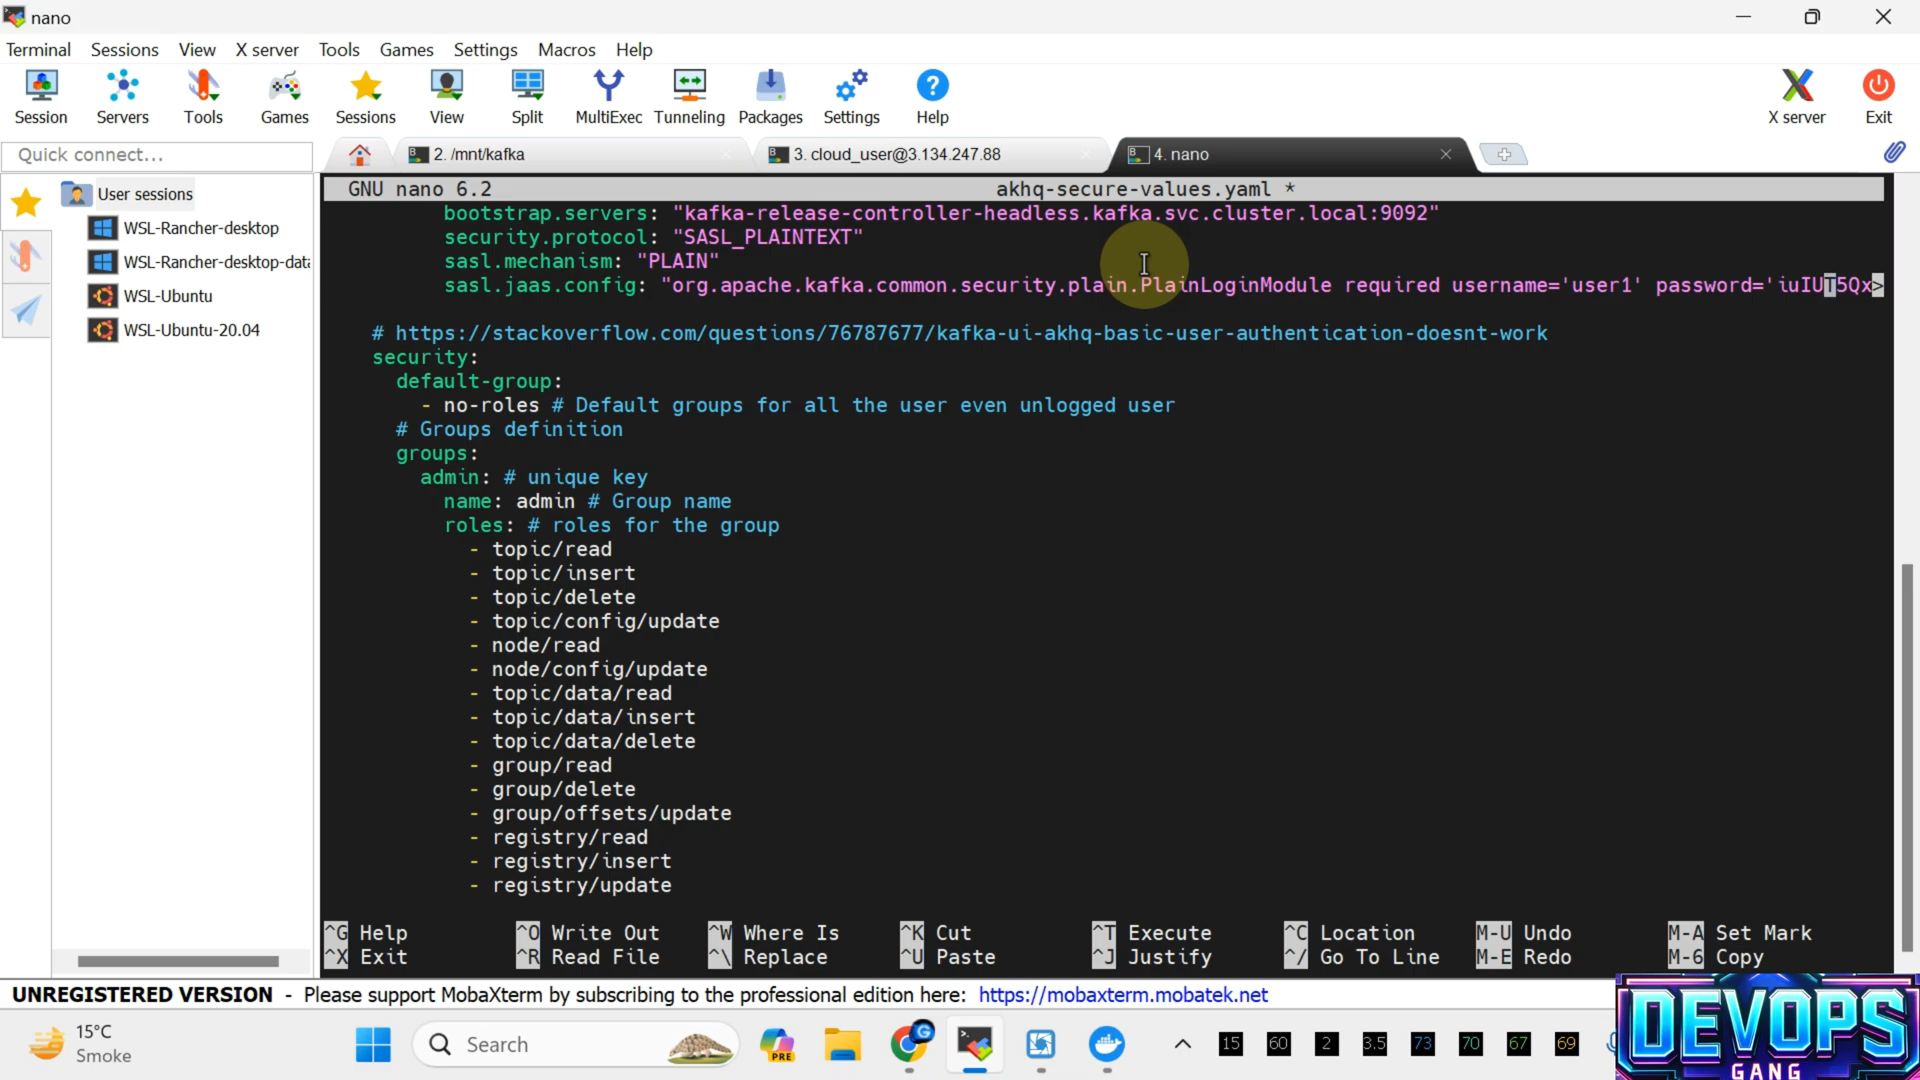 nano
Terminal Sessions View X server Tools Games Settings Macros Help
Session Servers Tools Games Sessions View Split MultiExec Tunneling Packages Settings Help X server Exit
Quick connect...
2. /mnt/kafka
3. cloud_user@3.134.247.88
4. nano
User sessions
WSL-Rancher-desktop
WSL-Rancher-desktop-data
WSL-Ubuntu
WSL-Ubuntu-20.04
GNU nano 6.2 akhq-secure-values.yaml *
bootstrap.servers: "kafka-release-controller-headless.kafka.svc.cluster.local:9092"
security.protocol: "SASL_PLAINTEXT"
sasl.mechanism: "PLAIN"
sasl.jaas.config: "org.apache.kafka.common.security.plain.PlainLoginModule required username='user1' password='iuIUT5Qx>
# https://stackoverflow.com/questions/76787677/kafka-ui-akhq-basic-user-authentication-doesnt-work
security:
default-group:
- no-roles # Default groups for all the user even unlogged user
# Groups definition
groups:
admin: # unique key
name: admin # Group name
roles: # roles for the group
- topic/read
- topic/insert
- topic/delete
- topic/config/update
- node/read
- node/config/update
- topic/data/read
- topic/data/insert
- topic/data/delete
- group/read
- group/delete
- group/offsets/update
- registry/read
- registry/insert
- registry/update
^G Help ^O Write Out ^W Where Is ^K Cut ^T Execute ^C Location M-U Undo M-A Set Mark
^X Exit ^R Read File ^\ Replace ^U Paste ^J Justify ^/ Go To Line M-E Redo M-6 Copy
UNREGISTERED VERSION - Please support MobaXterm by subscribing to the professional edition here: https://mobaxterm.mobatek.net
15°C
Smoke
Search
PRE
15 60 2 3.5 73 70 67 69
DEVOPS
GANG